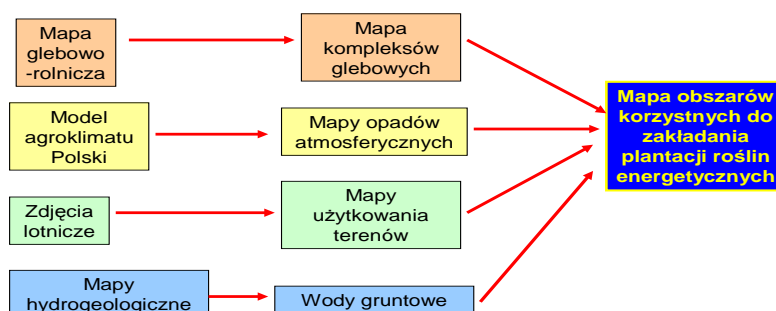 Mapa
glebowo
-rolnicza
Mapa
kompleksów
glebowych
Model
agroklimatu
Polski
Mapy opadów
atmosferycznych
Zdjęcia
lotnicze
Mapy
użytkowania
terenów
Mapy
hydrogeologiczne
Wody gruntowe
Mapa obszarów
korzystnych do
zakładania
plantacji roślin
energetycznych